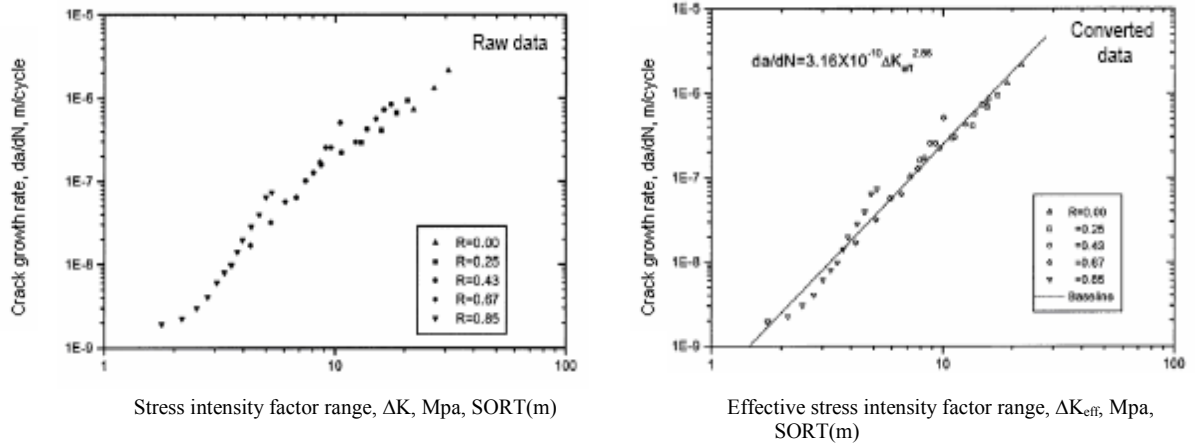 1E-5
1E-6
1E-7
1E-8
1E-9
Crack growth rate, da/dN, m/cycle
Raw data
R=0.00
R=0.25
R=0.43
R=0.67
R=0.85
1
10
100
Stress intensity factor range, ΔK, Mpa, SORT(m)
1E-5
1E-6
1E-7
1E-8
1E-9
Crack growth rate, da/dN, m/cycle
Converted
data
da/dN=3.16X10^-10 ΔK_eff^2.86
R=0.00
=0.25
=0.43
=0.67
=0.85
Baseline
1
10
100
Effective stress intensity factor range, ΔKeff, Mpa,
SORT(m)